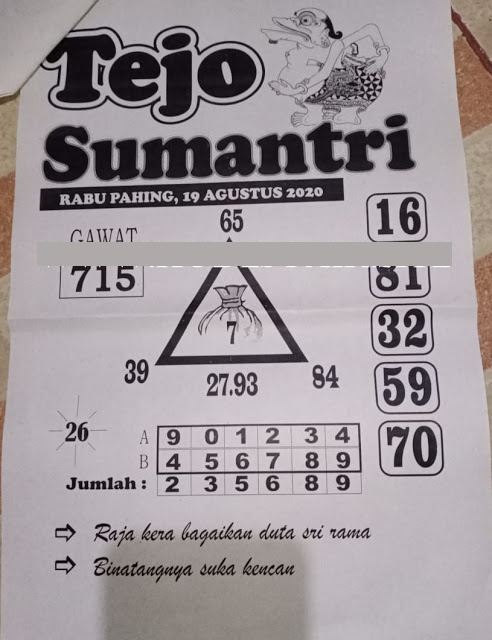 Tejo
Sumantri
RABU PAHING, 19 AGUSTUS 2020
65
16
GAWAT
715
81
7
32
39
27.93
84
59
26
A 9 0 1 2 3 4
B 4 5 6 7 8 9
70
Jumlah : 2 3 5 6 8 9
Raja kera bagaikan duta sri rama
Binatangnya suka kencan